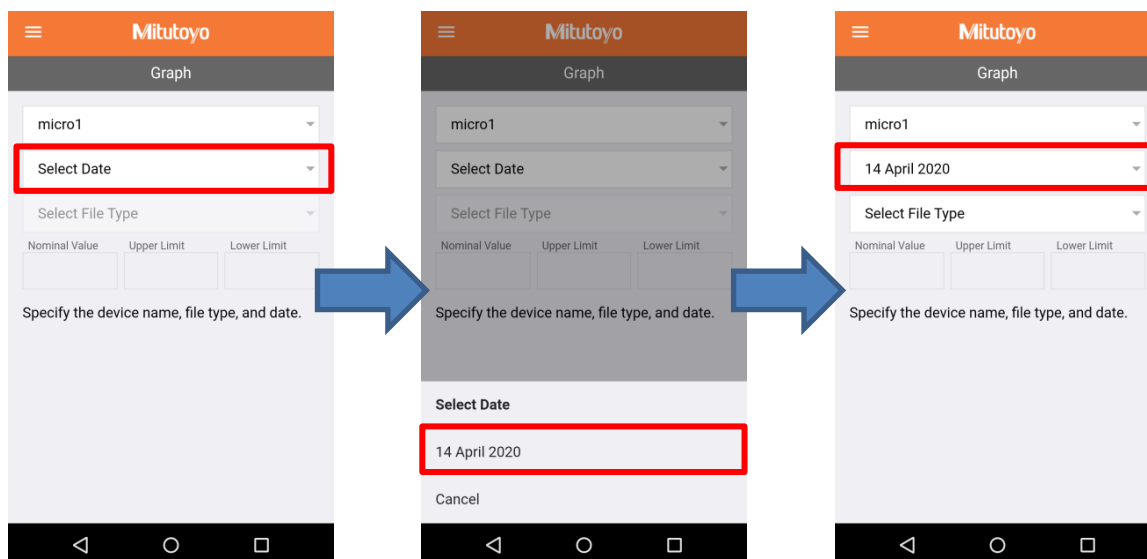 Mitutoyo
Graph
micro1
Select Date
Select File Type
Nominal Value Upper Limit Lower Limit
Specify the device name, file type, and date.
Mitutoyo
Graph
micro1
Select Date
Select File Type
Nominal Value Upper Limit Lower Limit
Specify the device name, file type, and date.
Select Date
14 April 2020
Cancel
Mitutoyo
Graph
micro1
14 April 2020
Select File Type
Nominal Value Upper Limit Lower Limit
Specify the device name, file type, and date.